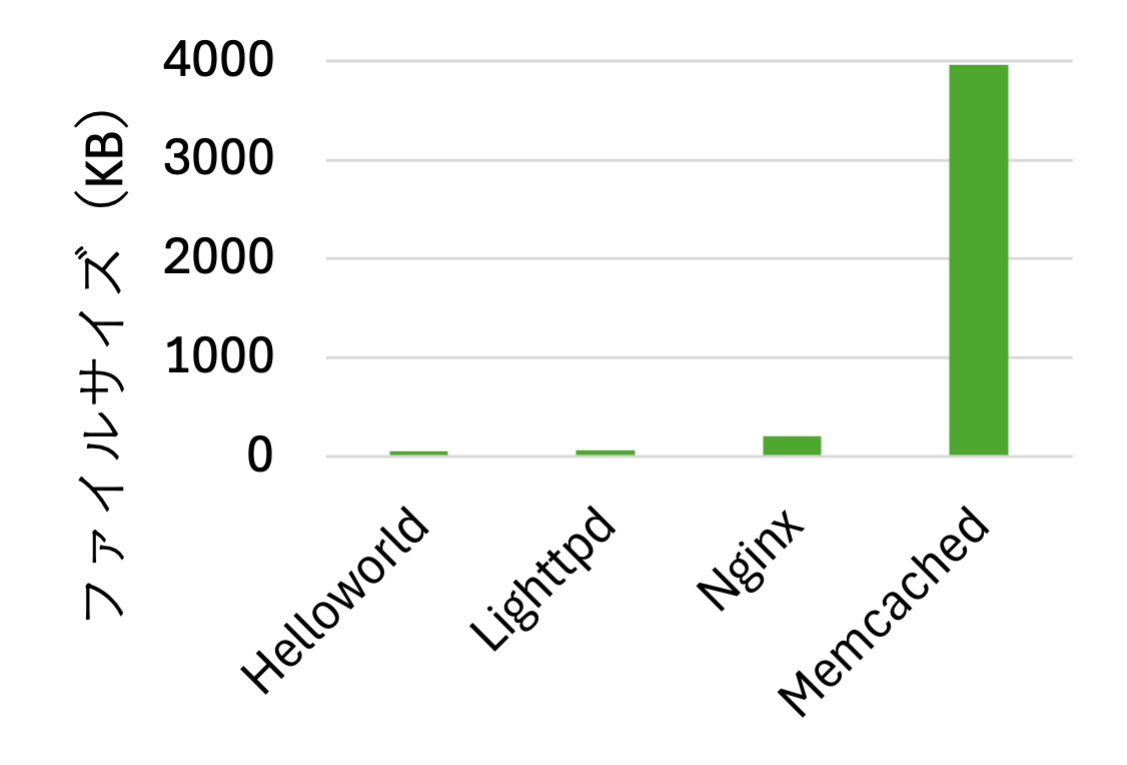 ファイルサイズ（KB）
4000
3000
2000
1000
0
Helloworld
Lighttpd
Nginx
Memcached